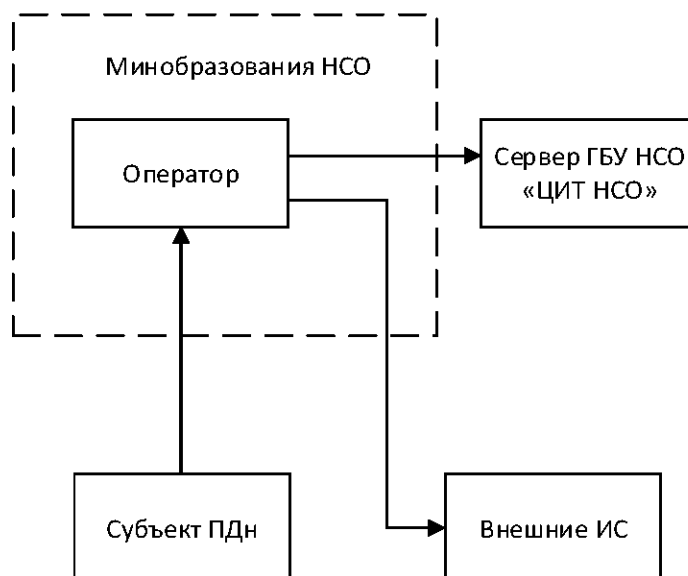 Минобразования НСО
Оператор
Сервер ГБУ НСО
«ЦИТ НСО»
Субъект ПДн
Внешние ИС